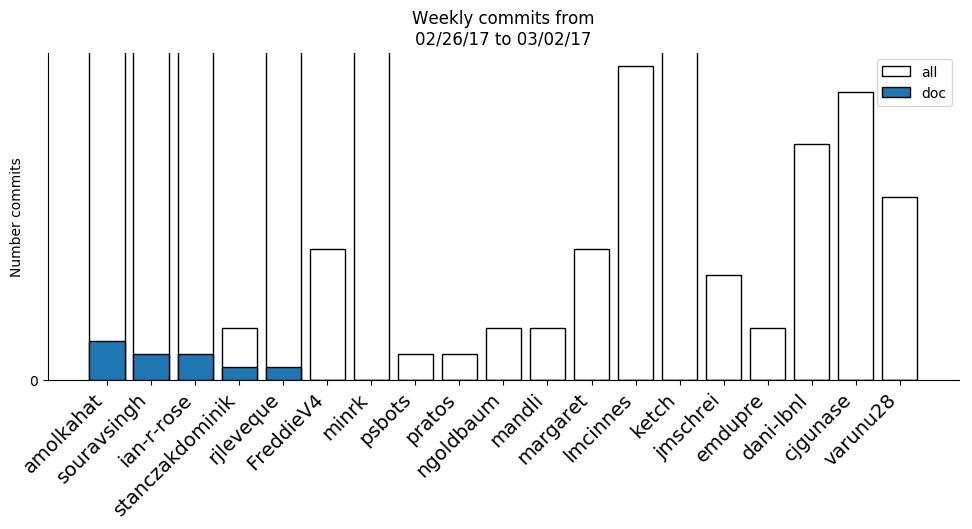 Weekly commits from
02/26/17 to 03/02/17
all
doc
Number commits
0
amolkahat
souravsingh
ian-r-rose
stanczakdominik
rjleveque
FreddieV4
minrk
psbots
pratos
ngoldbaum
mandli
margaret
lmcinnes
ketch
jmschrei
emdupre
dani-lbnl
cjgunase
varunu28